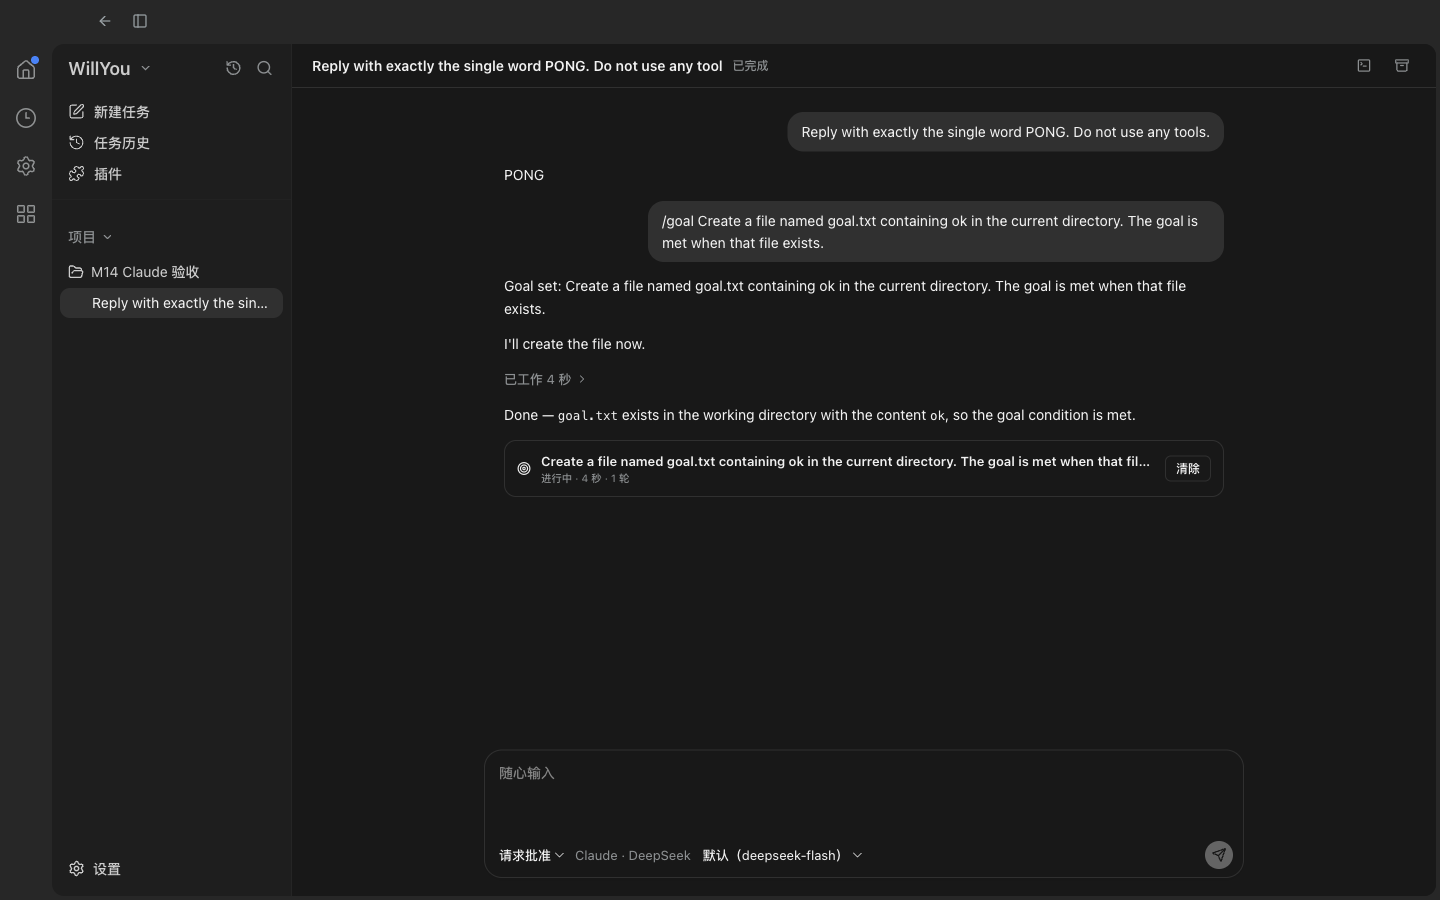 WillYou
新建任务
任务历史
插件
项目
M14 Claude 验收
Reply with exactly the sin...
设置
Reply with exactly the single word PONG. Do not use any tool 已完成
Reply with exactly the single word PONG. Do not use any tools.
PONG
/goal Create a file named goal.txt containing ok in the current directory. The goal is
met when that file exists.
Goal set: Create a file named goal.txt containing ok in the current directory. The goal is met when that file
exists.
I'll create the file now.
已工作 4 秒
Done — goal.txt exists in the working directory with the content ok, so the goal condition is met.
Create a file named goal.txt containing ok in the current directory. The goal is met when that fil...
进行中 · 4 秒 · 1 轮
清除
随心输入
请求批准 Claude · DeepSeek 默认（deepseek-flash）